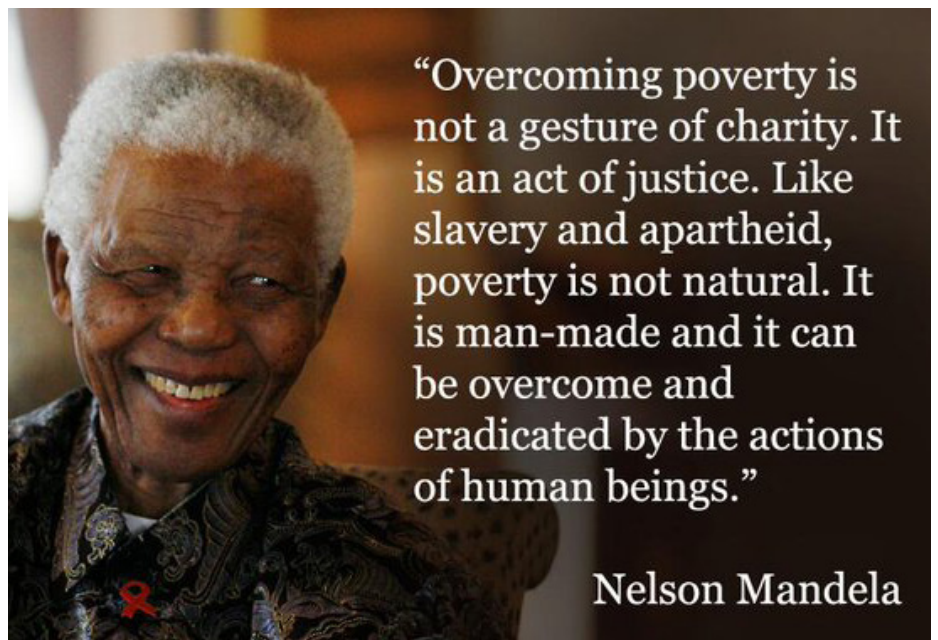 “Overcoming poverty is
not a gesture of charity. It
is an act of justice. Like
slavery and apartheid,
poverty is not natural. It
is man-made and it can
be overcome and
eradicated by the actions
of human beings.”
Nelson Mandela